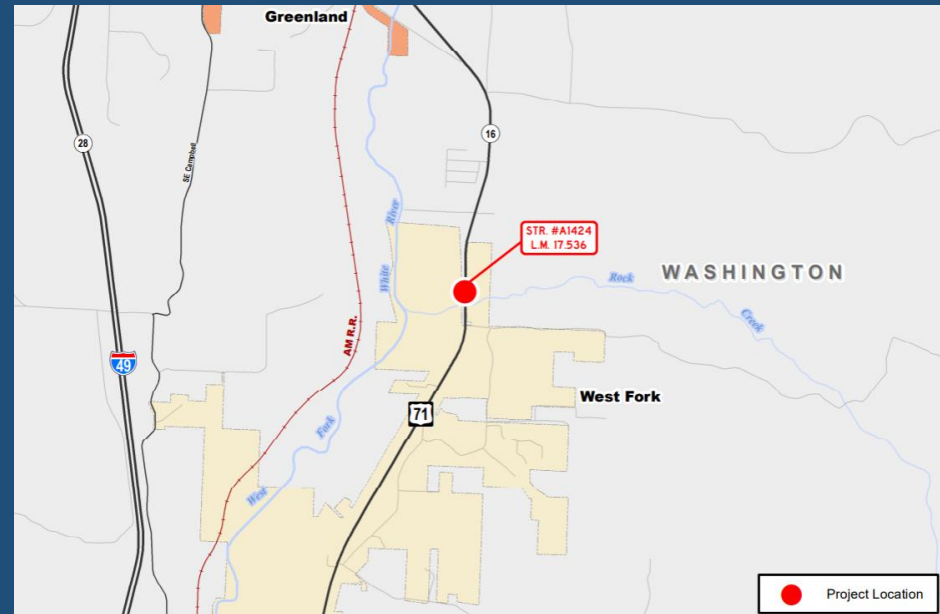 Greenland
16
28
SE Campbell
River
STR. #A1424
L.M. 17.536
WASHINGTON
Rock
White
Creek
AM R.R.
49
West Fork
71
Fork
West
Project Location